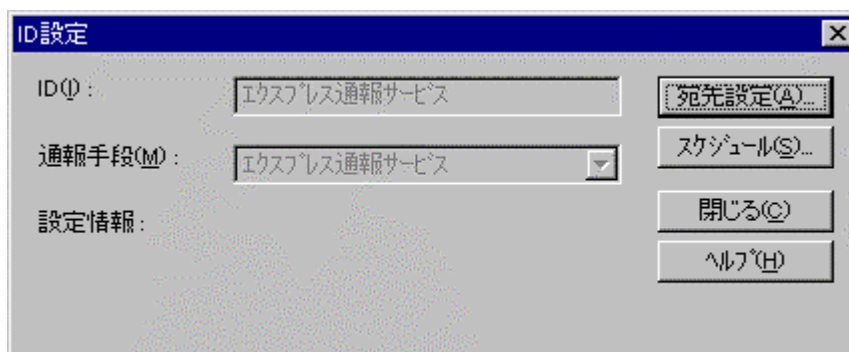 ID設定
ID(I) :
ｴｸｽﾌﾟﾚｽ通報ｻｰﾋﾞｽ
宛先設定(A)...
通報手段(M) :
ｴｸｽﾌﾟﾚｽ通報ｻｰﾋﾞｽ
ｽｹｼﾞｭｰﾙ(S)...
設定情報 :
閉じる(C)
ﾍﾙﾌﾟ(H)